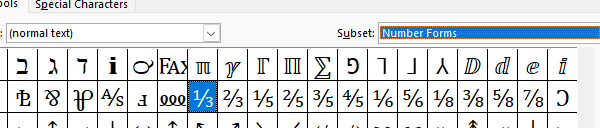 Special Characters
(normal text) Subset: Number Forms
ℶ ℷ ℸ ℹ ℺ ℻ ℼ ℽ ℾ ℿ ⅀ ⅁ ⅂ ⅃ ⅄ ⅅ ⅆ ⅇ ⅈ
⅊ ⅋ ⅌ ⅍ ⅎ ⅏ ⅓ ⅔ ⅕ ⅖ ⅗ ⅘ ⅙ ⅚ ⅛ ⅜ ⅝ ⅞ Ↄ